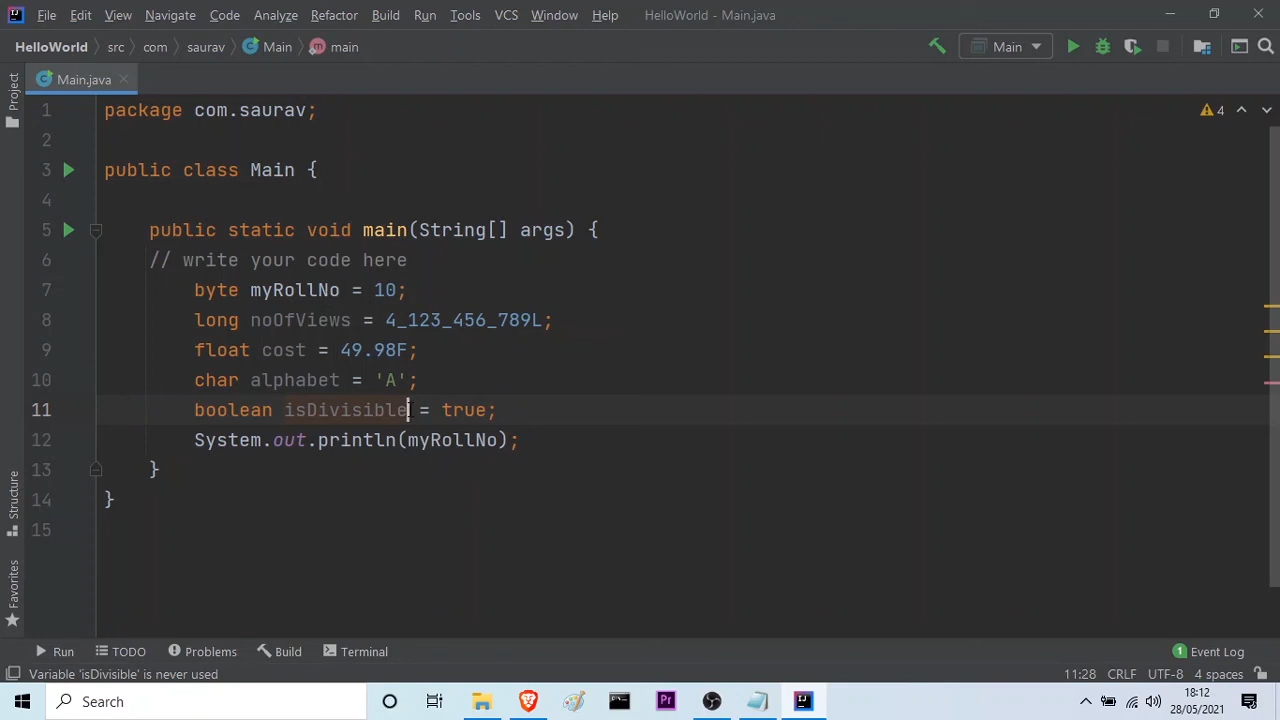 File Edit View Navigate Code Analyze Refactor Build Run Tools VCS Window Help HelloWorld - Main.java
HelloWorld src com saurav Main main Main
Main.java
Project
1 package com.saurav; 4
2
3 public class Main {
4
5 public static void main(String[] args) {
6 // write your code here
7 byte myRollNo = 10;
8 long noOfViews = 4_123_456_789L;
9 float cost = 49.98F;
10 char alphabet = 'A';
11 boolean isDivisible = true;
12 System.out.println(myRollNo);
13 }
14 }
15
Structure
Favorites
Run TODO Problems Build Terminal 1 Event Log
Variable 'isDivisible' is never used 11:28 CRLF UTF-8 4 spaces
Search Pr 18:12
28/05/2021